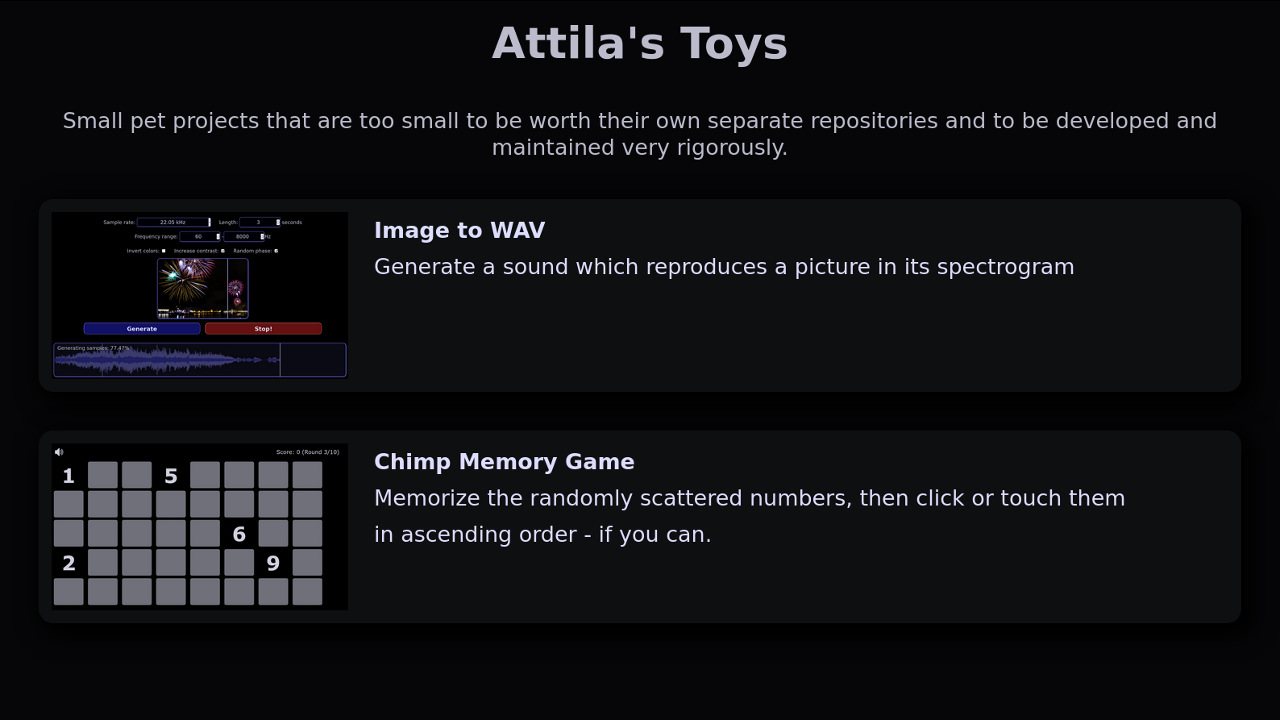 Attila's Toys
Small pet projects that are too small to be worth their own separate repositories and to be developed and
maintained very rigorously.
Sample rate: 22.05 kHz Length: 3 seconds
Frequency range: 60 - 8000 Hz
Invert colors: Increase contrast: Random phase:
Generate Stop!
Generating samples: 77.47%
Image to WAV
Generate a sound which reproduces a picture in its spectrogram
Score: 0 (Round 3/10)
1 5
6
2 9
Chimp Memory Game
Memorize the randomly scattered numbers, then click or touch them
in ascending order - if you can.